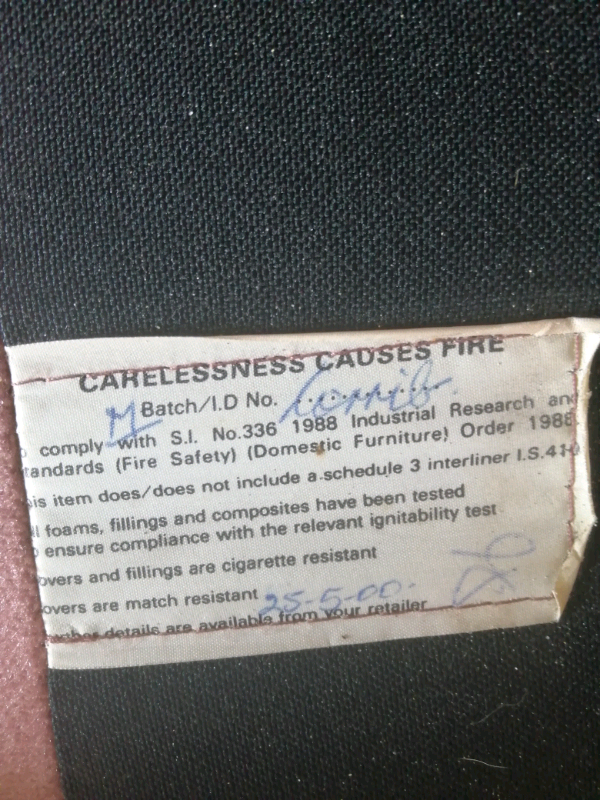 CARELESSNESS CAUSES FIRE
M Batch/I.D No. Corrib
o comply with S.I. No.336 1988 Industrial Research and
tandards (Fire Safety) (Domestic Furniture) Order 1988
is item does/does not include a schedule 3 interliner I.S.419
l foams, fillings and composites have been tested
o ensure compliance with the relevant ignitability test
overs and fillings are cigarette resistant
overs are match resistant 25-5-00.
details are available from your retailer